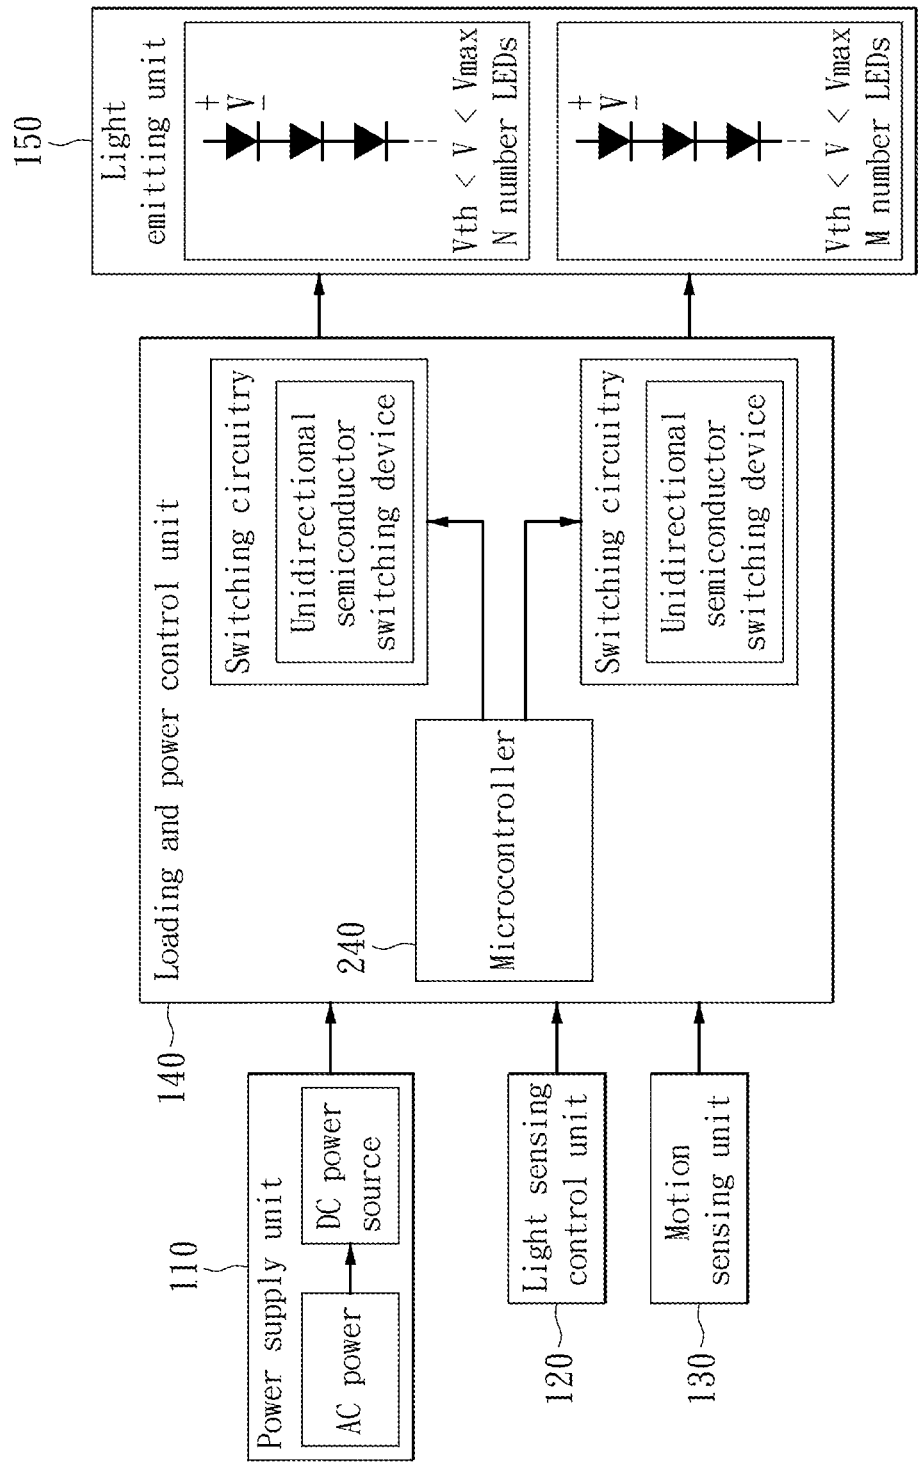 110
Power supply unit
AC power
DC power
source
120
Light sensing
control unit
130
Motion
sensing unit
140
Loading and power control unit
240
Microcontroller
Switching circuitry
Unidirectional
semiconductor
switching device
Switching circuitry
Unidirectional
semiconductor
switching device
150
Light
emitting unit
+
V
−
Vth < V < Vmax
N number LEDs
+
V
−
Vth < V < Vmax
M number LEDs